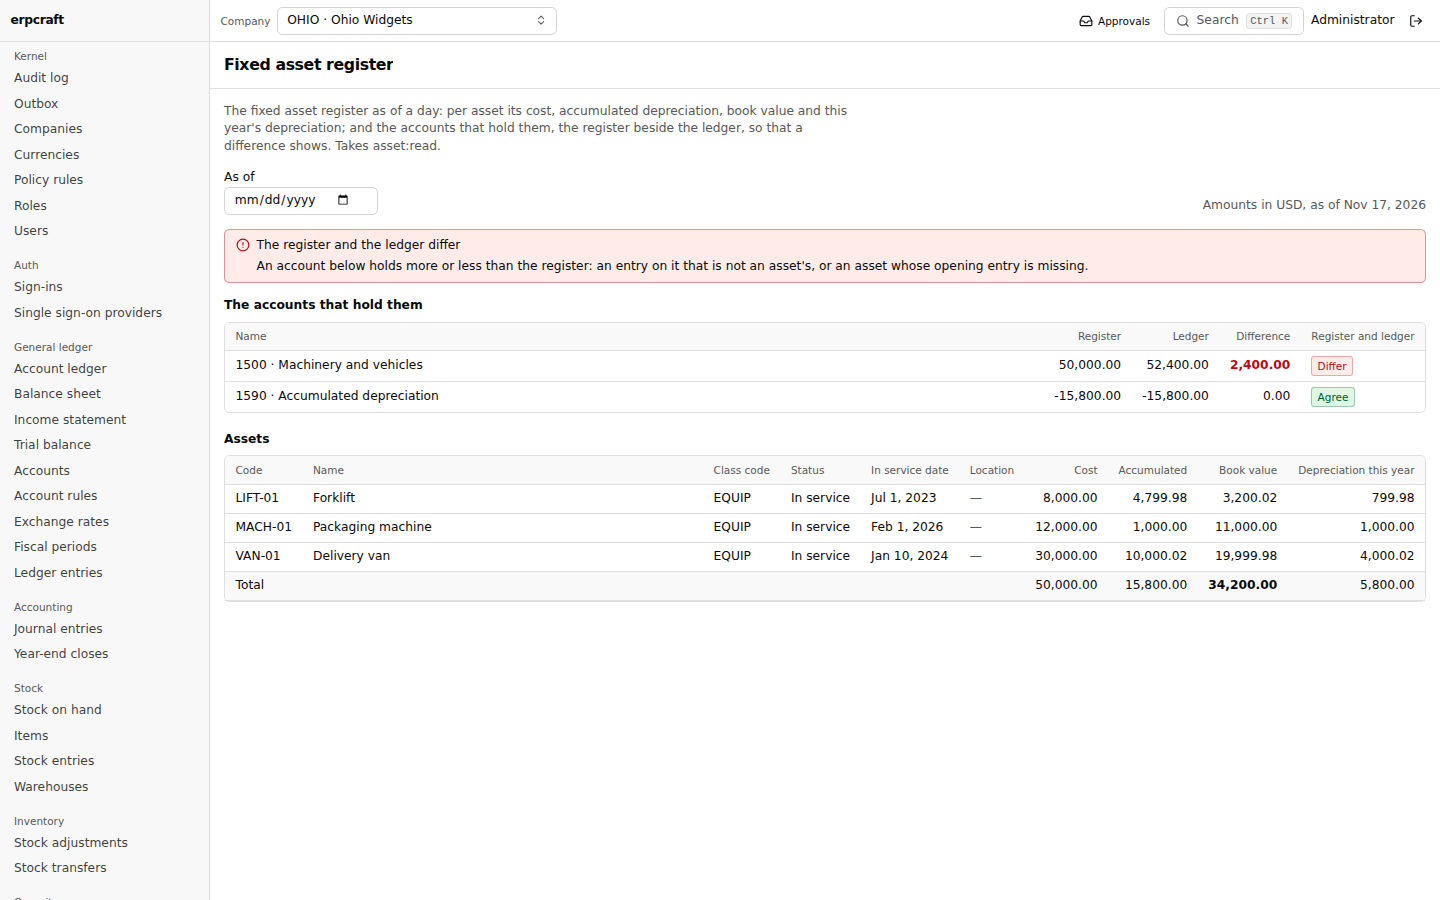 erpcraft
Company
OHIO · Ohio Widgets
Approvals
Search Ctrl K
Administrator
Kernel
Audit log
Outbox
Companies
Currencies
Policy rules
Roles
Users
Auth
Sign-ins
Single sign-on providers
General ledger
Account ledger
Balance sheet
Income statement
Trial balance
Accounts
Account rules
Exchange rates
Fiscal periods
Ledger entries
Accounting
Journal entries
Year-end closes
Stock
Stock on hand
Items
Stock entries
Warehouses
Inventory
Stock adjustments
Stock transfers
Fixed asset register
The fixed asset register as of a day: per asset its cost, accumulated depreciation, book value and this
year's depreciation; and the accounts that hold them, the register beside the ledger, so that a
difference shows. Takes asset:read.
As of
mm/dd/yyyy
Amounts in USD, as of Nov 17, 2026
The register and the ledger differ
An account below holds more or less than the register: an entry on it that is not an asset's, or an asset whose opening entry is missing.
The accounts that hold them
Name Register Ledger Difference Register and ledger
1500 · Machinery and vehicles 50,000.00 52,400.00 2,400.00 Differ
1590 · Accumulated depreciation -15,800.00 -15,800.00 0.00 Agree
Assets
Code Name Class code Status In service date Location Cost Accumulated Book value Depreciation this year
LIFT-01 Forklift EQUIP In service Jul 1, 2023 — 8,000.00 4,799.98 3,200.02 799.98
MACH-01 Packaging machine EQUIP In service Feb 1, 2026 — 12,000.00 1,000.00 11,000.00 1,000.00
VAN-01 Delivery van EQUIP In service Jan 10, 2024 — 30,000.00 10,000.02 19,999.98 4,000.02
Total 50,000.00 15,800.00 34,200.00 5,800.00